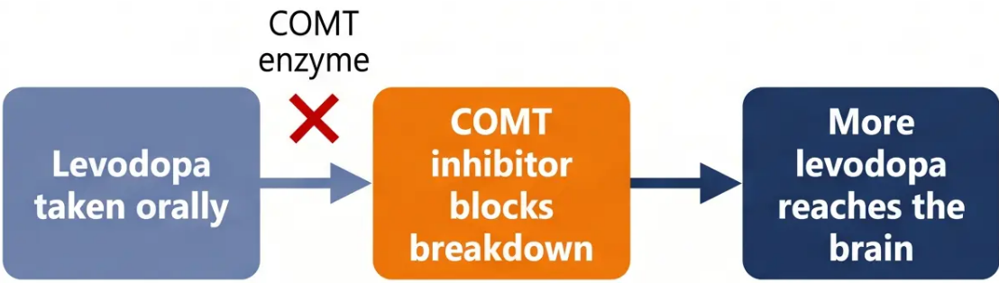 COMT
enzyme
Levodopa
taken orally
COMT
inhibitor
blocks
breakdown
More
levodopa
reaches the
brain